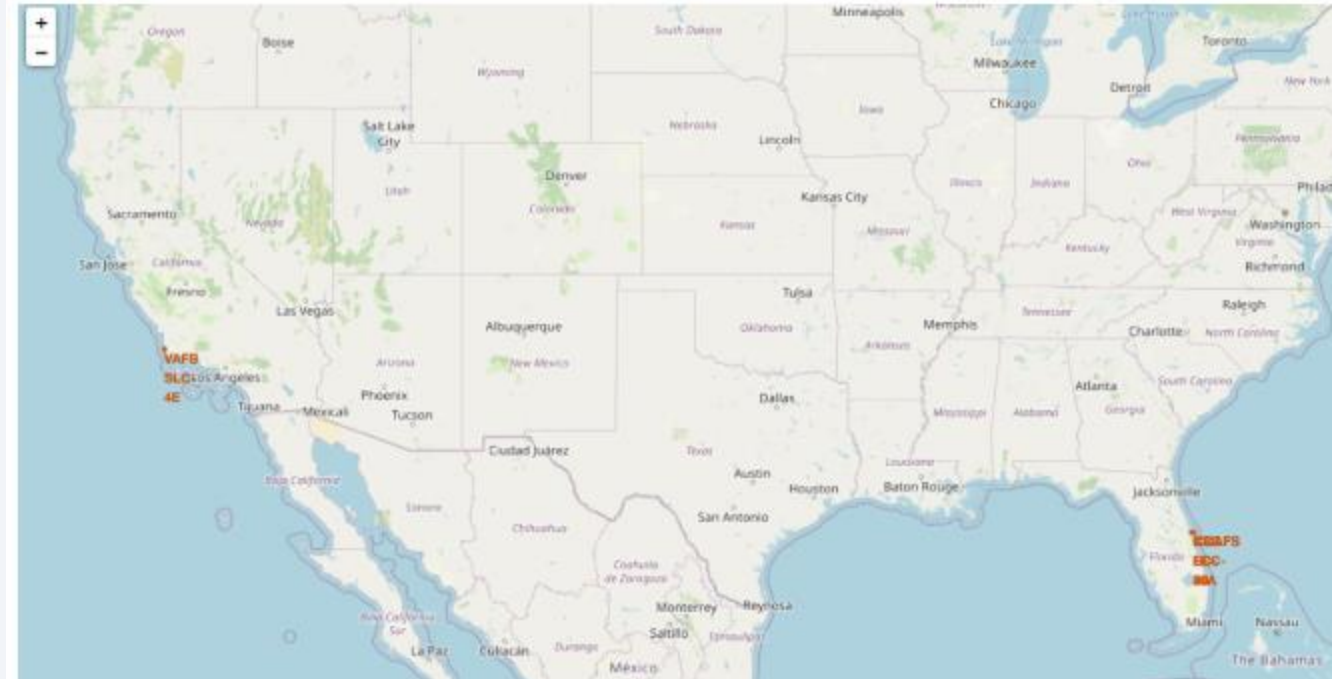 +
−
Oregon
Boise
Minneapolis
South Dakota
Lake Michigan
Toronto
Milwaukee
Wyoming
New York
Detroit
Chicago
Iowa
Salt Lake
City
Nebraska
Lincoln
Pennsylvania
Ohio
Denver
Utah
Illinois
Indiana
Kansas City
Colorado
Sacramento
Nevada
Kansas
Missouri
West Virginia
Washington
Virginia
Kentucky
San Jose
California
Richmond
Fresno
Tulsa
Las Vegas
Raleigh
Tennessee
Albuquerque
Oklahoma
Memphis
Charlotte
North Carolina
Arkansas
VAFB
SLC-
4E
Los Angeles
Arizona
New Mexico
Phoenix
Atlanta
South Carolina
Dallas
Tijuana
Mexicali
Tucson
Mississippi
Alabama
Georgia
Ciudad Juárez
Texas
Louisiana
Baja California
Austin
Houston
Baton Rouge
Jacksonville
Sonora
San Antonio
Chihuahua
Florida
Coahuila
de Zaragoza
Monterrey
Reynosa
Baja California
Sur
Miami
Nassau
Saltillo
Tamaulipas
La Paz
Culiacán
Durango
México
The Bahamas